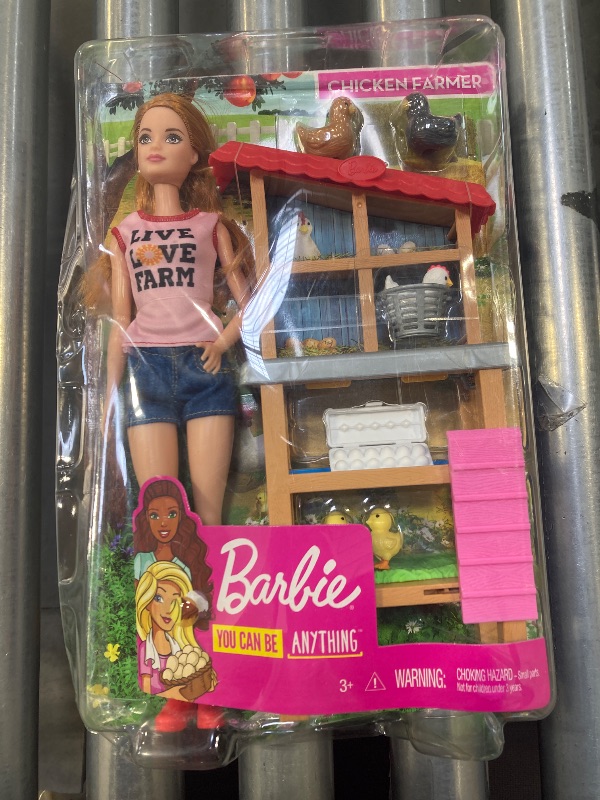 CHICKEN FARMER
LIVE
LOVE
FARM
Barbie
YOU CAN BE ANYTHING™
3+ ⚠ WARNING: CHOKING HAZARD - Small parts
Not for children under 3 years.